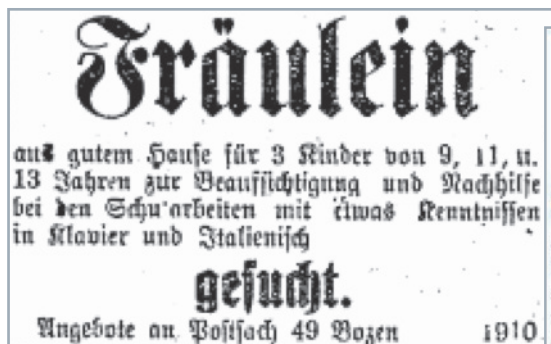 Fräulein
aus gutem Hause für 3 Kinder von 9, 11, u.
13 Jahren zur Beaufsichtigung und Nachhilfe
bei den Schularbeiten mit etwas Kenntnissen
in Klavier und Italienisch
gesucht.
Angebote an Postfach 49 Bozen 1910